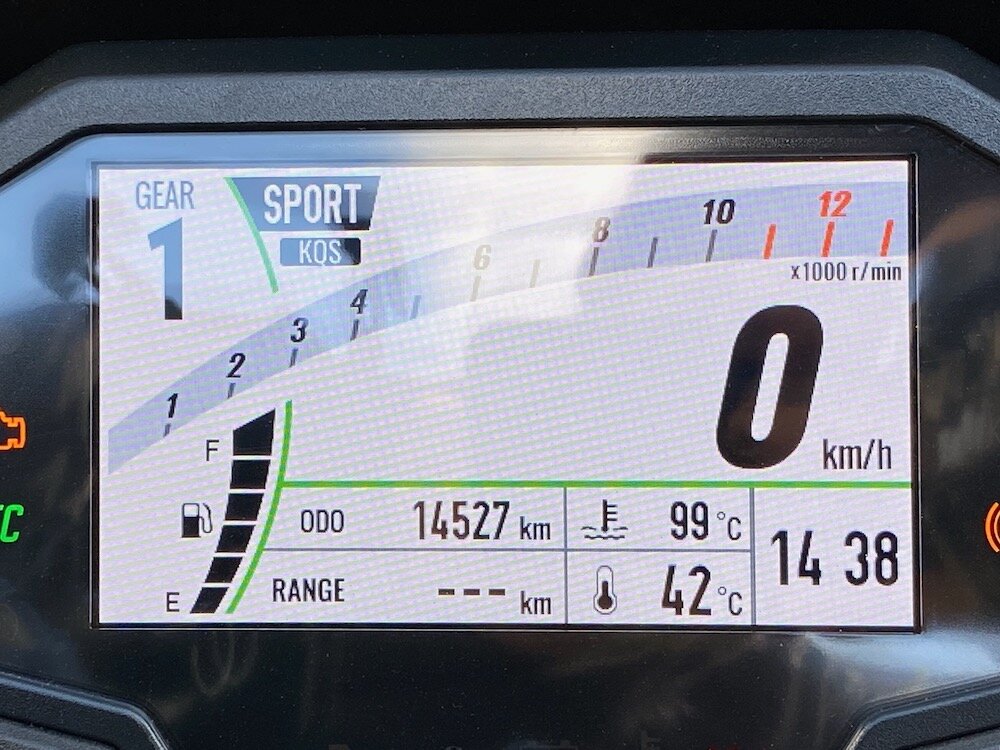 GEAR
1
SPORT
KQS
1 2 3 4 6 8 10 12
x1000 r/min
0 km/h
F
E
ODO 14527 km
RANGE --- km
99 °C
42 °C
14 38